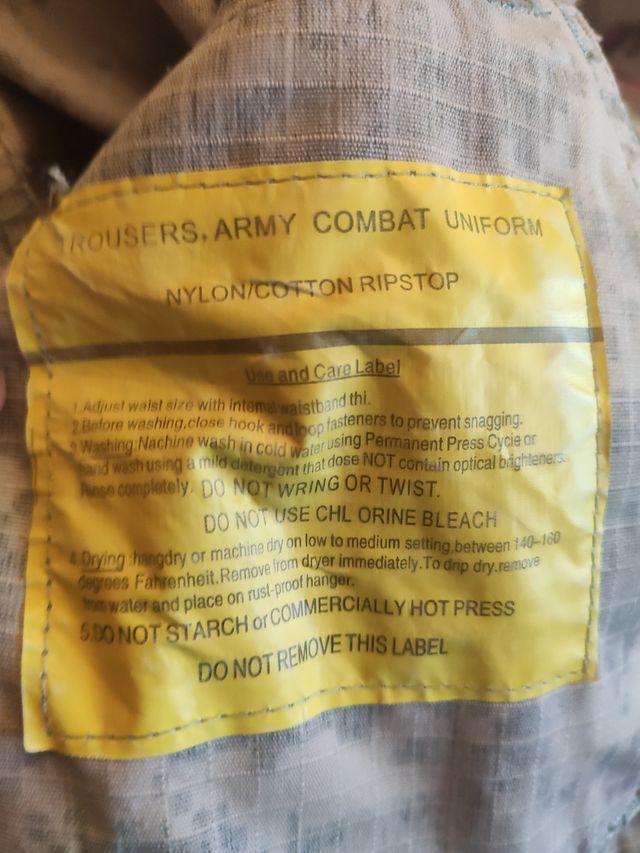 TROUSERS, ARMY COMBAT UNIFORM
NYLON/COTTON RIPSTOP
Use and Care Label
1.Adjust waist size with internal waistband thi.
2.Before washing,close hook and loop fasteners to prevent snagging.
3.Washing:Nachine wash in cold water using Permanent Press Cycie or
hand wash using a mild detergent that dose NOT contain optical brighteners.
Rinse completely. DO NOT WRING OR TWIST.
DO NOT USE CHL ORINE BLEACH
4.Drying :hangdry or machine dry on low to medium setting,between 140-160
degrees Fahrenheit.Remove from dryer immediately.To drip dry.remove
from water and place on rust-proof hanger.
5.DO NOT STARCH or COMMERCIALLY HOT PRESS
DO NOT REMOVE THIS LABEL